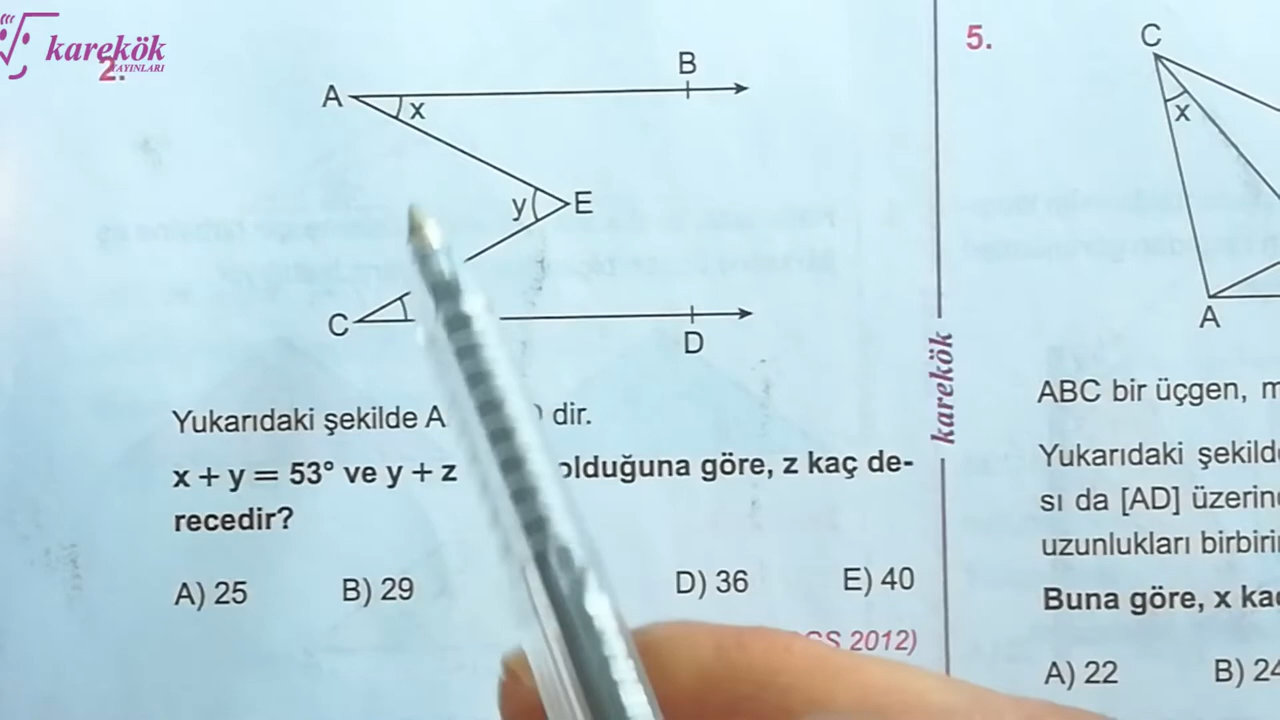 karekök
YAYINLARI
2.
A
B
x
y
E
C
D
Yukarıdaki şekilde A
dir.
x + y = 53° ve y + z
olduğuna göre, z kaç de-
recedir?
A) 25
B) 29
D) 36
E) 40
2012)
karekök
5.
C
x
A
ABC bir üçgen, m
Yukarıdaki şekild
sı da [AD] üzerin
uzunlukları birbiri
Buna göre, x ka
A) 22
B) 24